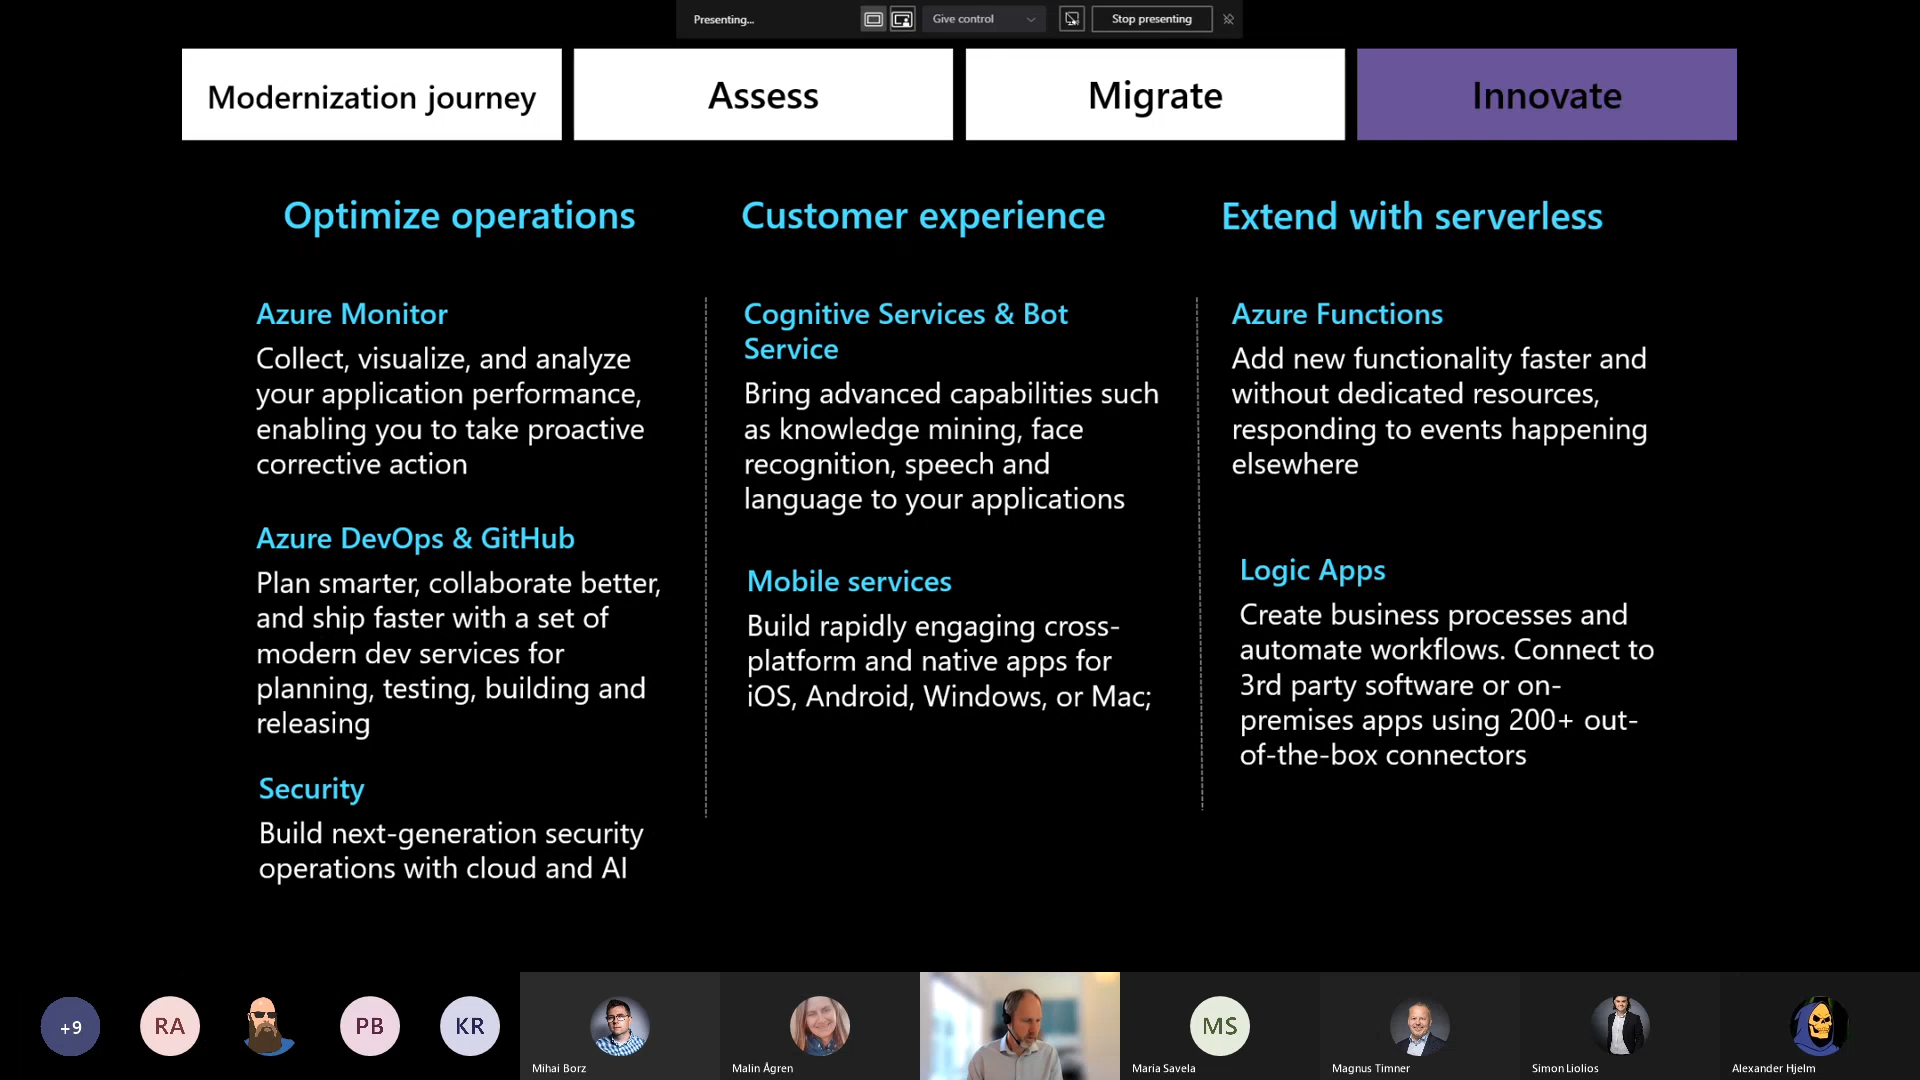 Presenting...
Give control
Stop presenting
Modernization journey
Assess
Migrate
Innovate
Optimize operations
Azure Monitor
Collect, visualize, and analyze
your application performance,
enabling you to take proactive
corrective action
Azure DevOps & GitHub
Plan smarter, collaborate better,
and ship faster with a set of
modern dev services for
planning, testing, building and
releasing
Security
Build next-generation security
operations with cloud and AI
Customer experience
Cognitive Services & Bot
Service
Bring advanced capabilities such
as knowledge mining, face
recognition, speech and
language to your applications
Mobile services
Build rapidly engaging cross-
platform and native apps for
iOS, Android, Windows, or Mac;
Extend with serverless
Azure Functions
Add new functionality faster and
without dedicated resources,
responding to events happening
elsewhere
Logic Apps
Create business processes and
automate workflows. Connect to
3rd party software or on-
premises apps using 200+ out-
of-the-box connectors
+9
RA
PB
KR
Mihai Borz
Malin Ågren
MS
Maria Savela
Magnus Timner
Simon Liolios
Alexander Hjelm